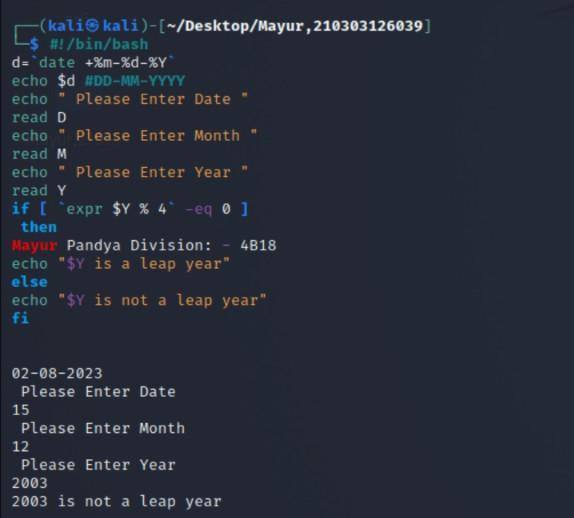 ┌──(kali㉿kali)-[~/Desktop/Mayur,210303126039]
└─$ #!/bin/bash
d=`date +%m-%d-%Y`
echo $d #DD-MM-YYYY
echo " Please Enter Date "
read D
echo " Please Enter Month "
read M
echo " Please Enter Year "
read Y
if [ `expr $Y % 4` -eq 0 ]
 then
Mayur Pandya Division: - 4B18
echo "$Y is a leap year"
else
echo "$Y is not a leap year"
fi

02-08-2023
 Please Enter Date
15
 Please Enter Month
12
 Please Enter Year
2003
2003 is not a leap year